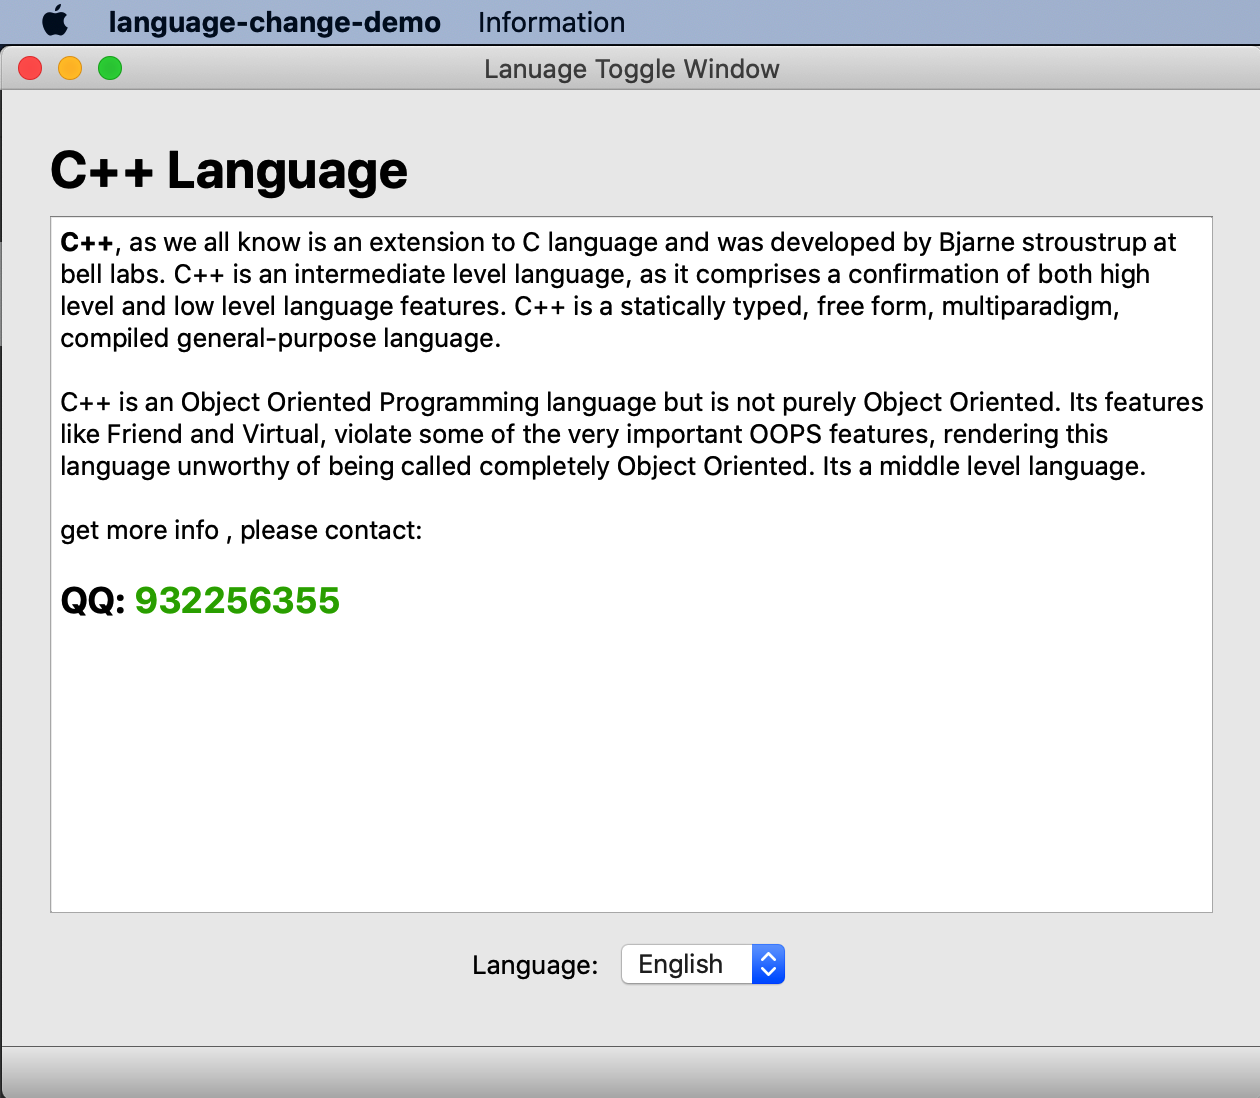 language-change-demo Information
Lanuage Toggle Window
C++ Language
C++, as we all know is an extension to C language and was developed by Bjarne stroustrup at
bell labs. C++ is an intermediate level language, as it comprises a confirmation of both high
level and low level language features. C++ is a statically typed, free form, multiparadigm,
compiled general-purpose language.
C++ is an Object Oriented Programming language but is not purely Object Oriented. Its features
like Friend and Virtual, violate some of the very important OOPS features, rendering this
language unworthy of being called completely Object Oriented. Its a middle level language.
get more info , please contact:
QQ: 932256355
Language: English